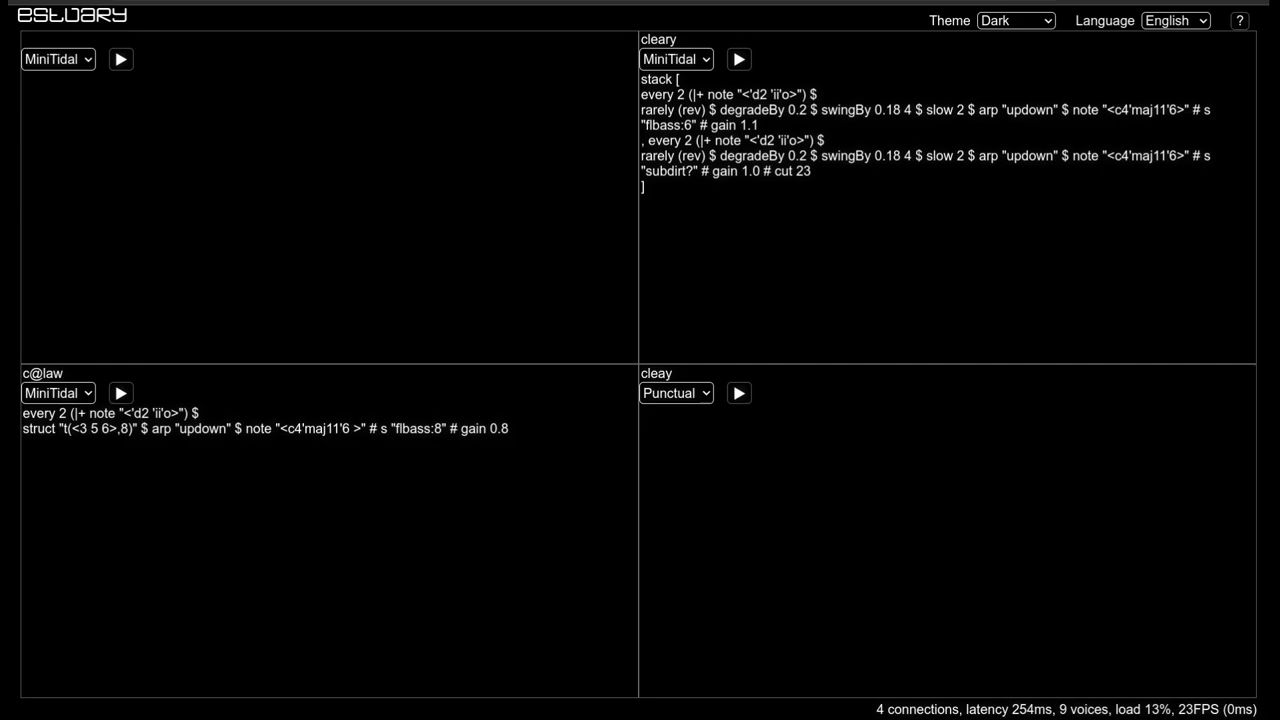 estuary
Theme Dark Language English ?
MiniTidal
cleary
MiniTidal
stack [
every 2 (|+ note "<'d2 'ii'o>") $
rarely (rev) $ degradeBy 0.2 $ swingBy 0.18 4 $ slow 2 $ arp "updown" $ note "<c4'maj11'6>" # s
"flbass:6" # gain 1.1
, every 2 (|+ note "<'d2 'ii'o>") $
rarely (rev) $ degradeBy 0.2 $ swingBy 0.18 4 $ slow 2 $ arp "updown" $ note "<c4'maj11'6>" # s
"subdirt?" # gain 1.0 # cut 23
]
c@law
MiniTidal
every 2 (|+ note "<'d2 'ii'o>") $
struct "t(<3 5 6>,8)" $ arp "updown" $ note "<c4'maj11'6 >" # s "flbass:8" # gain 0.8
cleay
Punctual
4 connections, latency 254ms, 9 voices, load 13%, 23FPS (0ms)